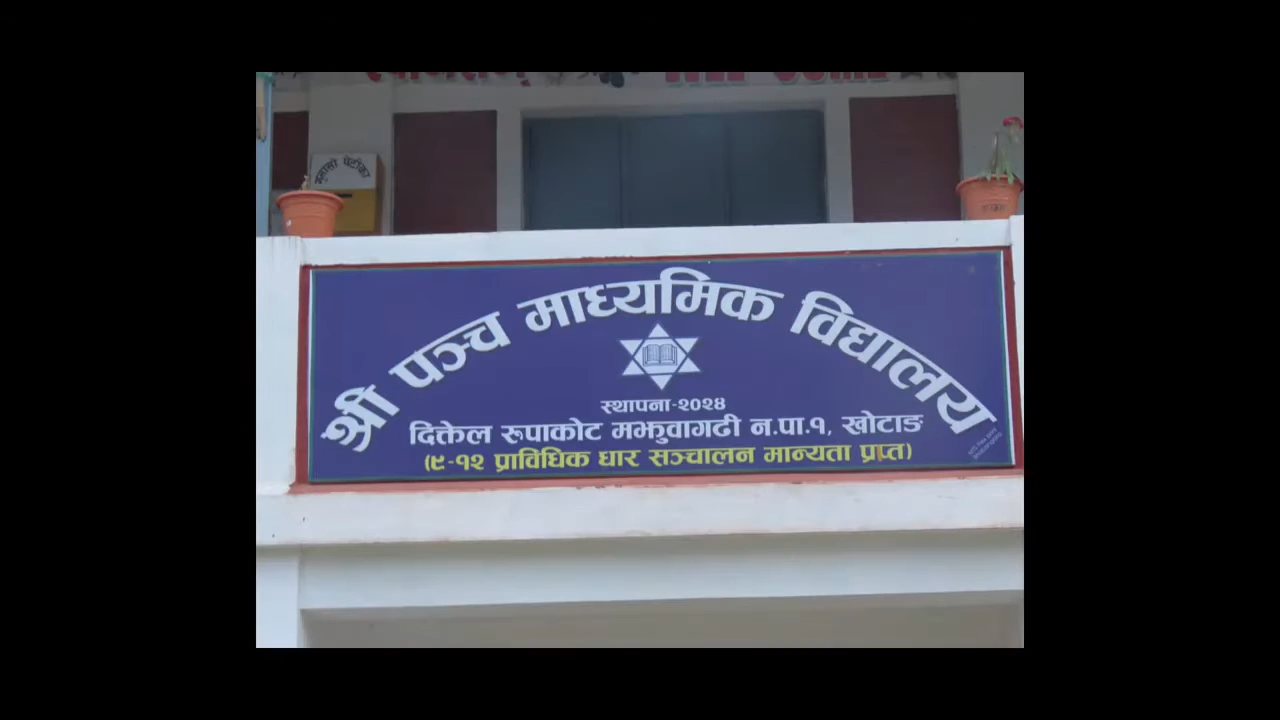 गुनासो पेटीका
श्री पञ्च माध्यमिक विद्यालय
स्थापना-२०२४
दिक्तेल रुपाकोट मझुवागढी न.पा.१, खोटाङ
(९-१२ प्राविधिक धार सञ्चालन मान्यता प्राप्त)